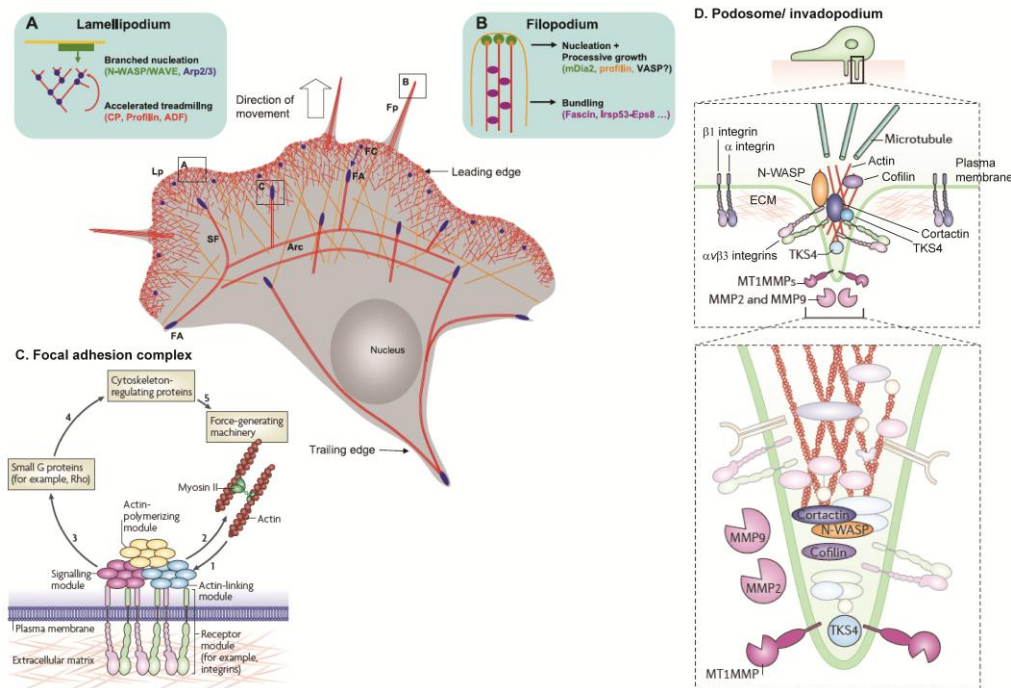 A
Lamellipodium
Branched nucleation
(N-WASP/WAVE, Arp2/3)
Accelerated treadmilling
(CP, Profilin, ADF)
B
Filopodium
Nucleation +
Processive growth
(mDia2, profilin, VASP?)
Bundling
(Fascin, Irsp53-Eps8 ...)
Direction of
movement
B
Fp
Lp
A
C
FC
FA
Leading edge
SF
Arc
FA
Nucleus
Trailing edge
C. Focal adhesion complex
Cytoskeleton-
regulating proteins
4
5
Force-generating
machinery
Small G proteins
(for example, Rho)
Myosin II
Actin
Actin-
polymerizing
module
3
2
1
Signalling
module
Actin-linking
module
Plasma membrane
Receptor
module
(for example,
integrins)
Extracellular matrix
D. Podosome/ invadopodium
β1 integrin
α integrin
Microtubule
Actin
N-WASP
Cofilin
Plasma
membrane
ECM
Cortactin
TKS4
αvβ3 integrins
TKS4
MT1MMPs
MMP2 and MMP9
Cortactin
N-WASP
MMP9
Cofilin
MMP2
TKS4
MT1MMP